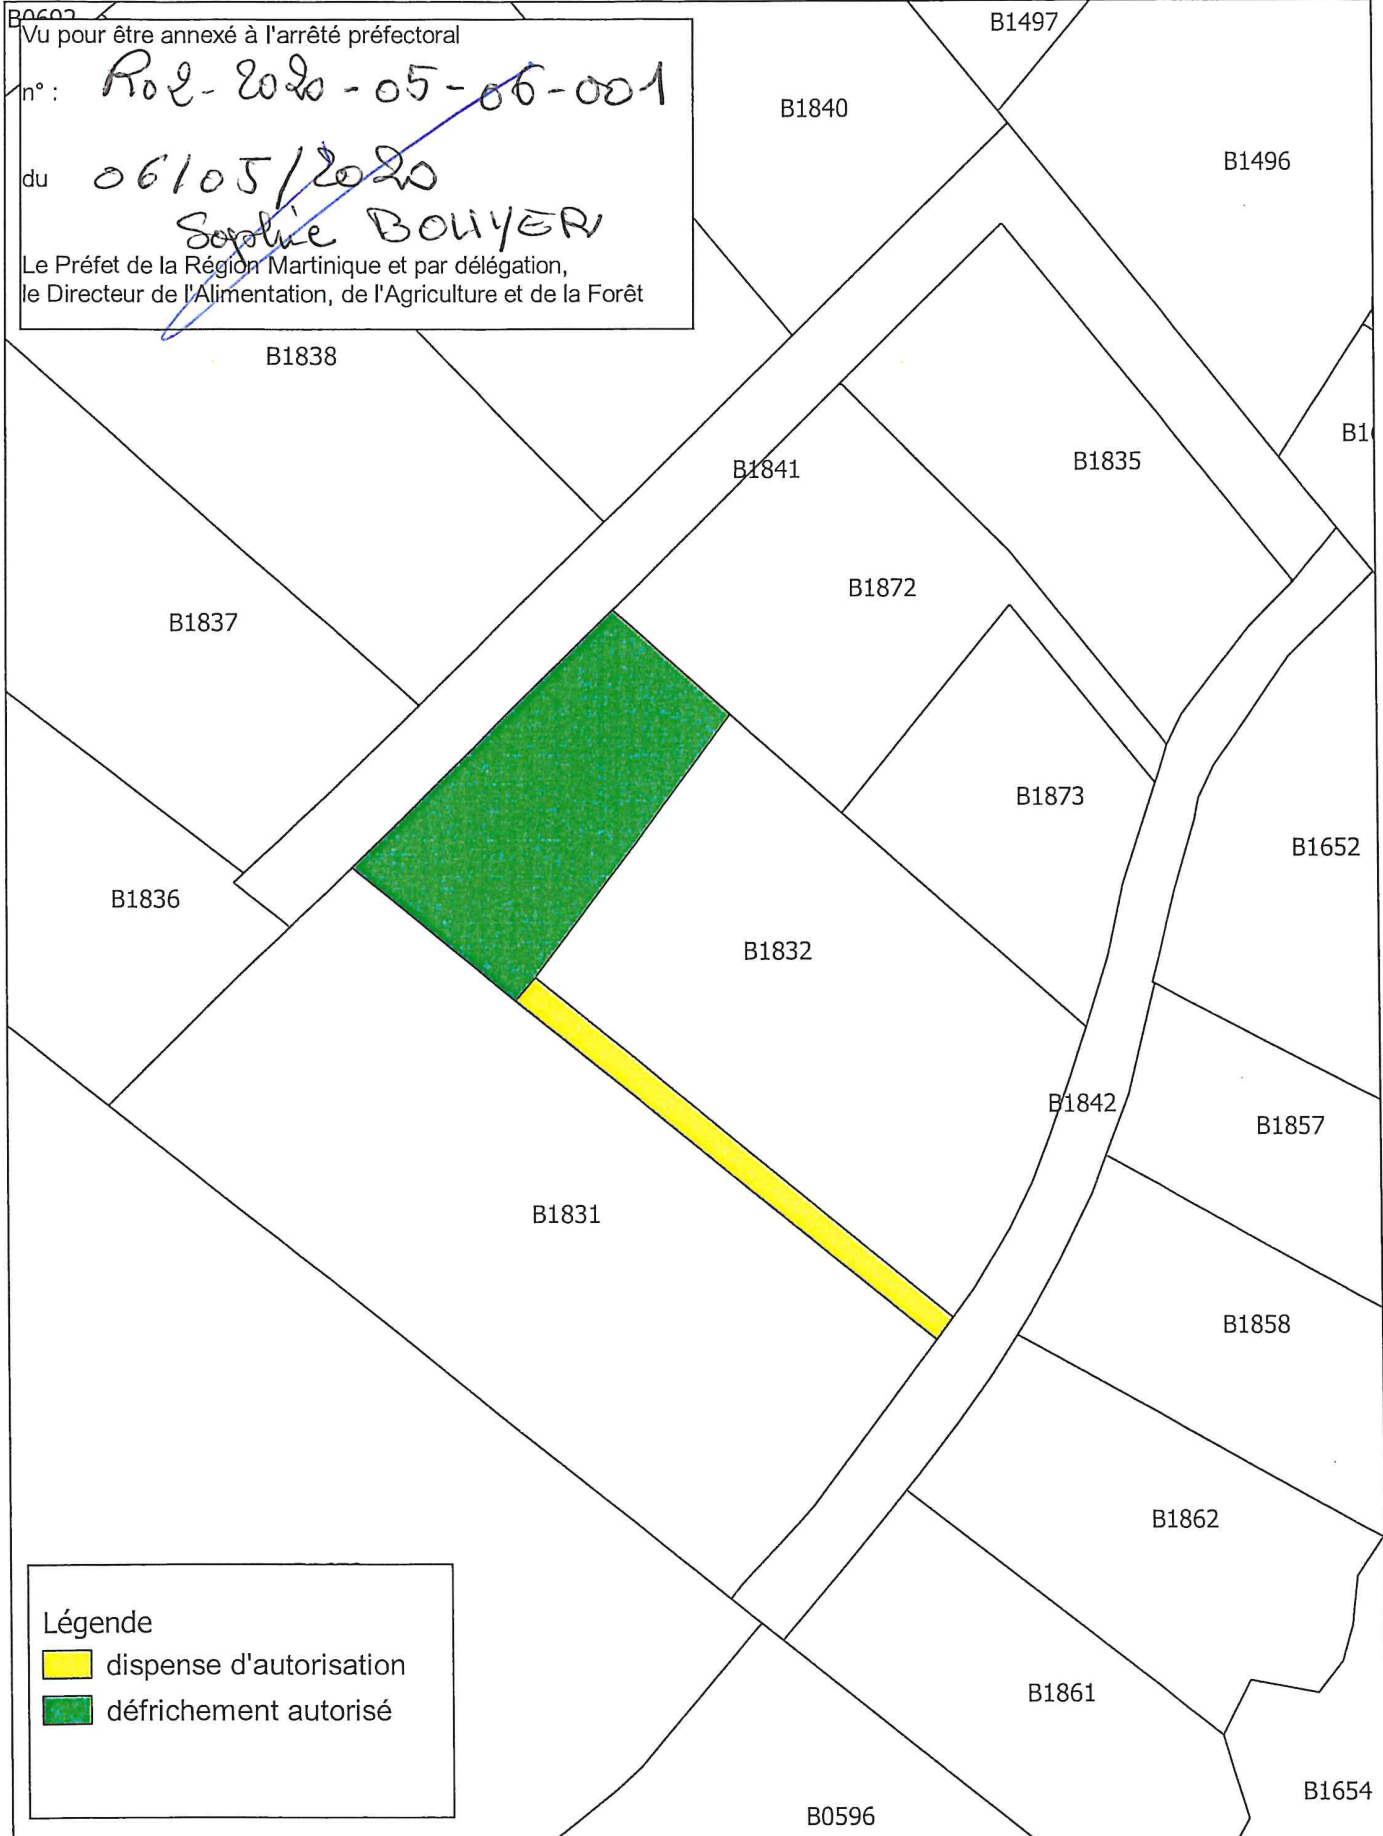 Vu pour être annexé à l'arrêté préfectoral
n° : R02-2020-05-06-001
du 06/05/2020
Sophie BOUYER
Le Préfet de la Région Martinique et par délégation,
le Directeur de l'Alimentation, de l'Agriculture et de la Forêt
B1497
B1840
B1496
B1838
B1841
B1835
B1872
B1837
B1873
B1652
B1836
B1832
B1842
B1857
B1831
B1858
B1862
B1861
B1654
B0596
Légende
dispense d'autorisation
défrichement autorisé